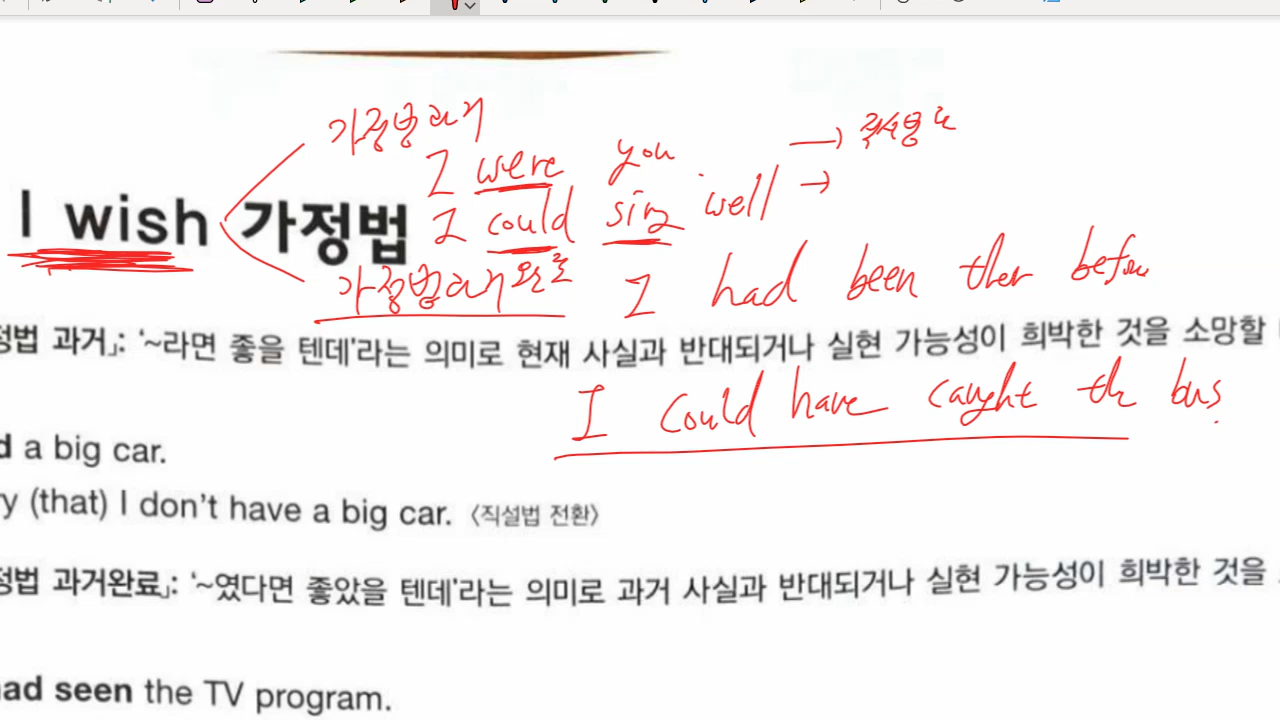 가정법과거
I were you → 직설법
I could sing well →
I wish 가정법
가정법과거완료 I had been ther before
정법 과거」: '~라면 좋을 텐데'라는 의미로 현재 사실과 반대되거나 실현 가능성이 희박한 것을 소망할
I could have caught the bus.
d a big car.
ry (that) I don't have a big car. 〈직설법 전환〉
정법 과거완료」: '~였다면 좋았을 텐데'라는 의미로 과거 사실과 반대되거나 실현 가능성이 희박한 것을
had seen the TV program.